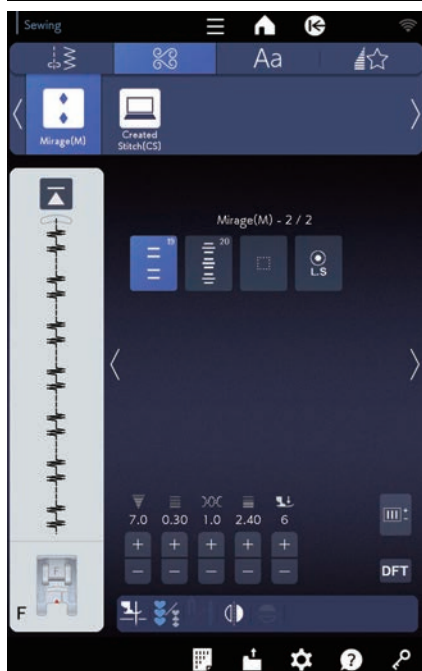 Sewing
Aa
Mirage(M)
Created
Stitch(CS)
Mirage(M) - 2 / 2
19
20
L.S
7.0 0.30 1.0 2.40 6
+ + + + +
- - - - -
DFT
F
F
?